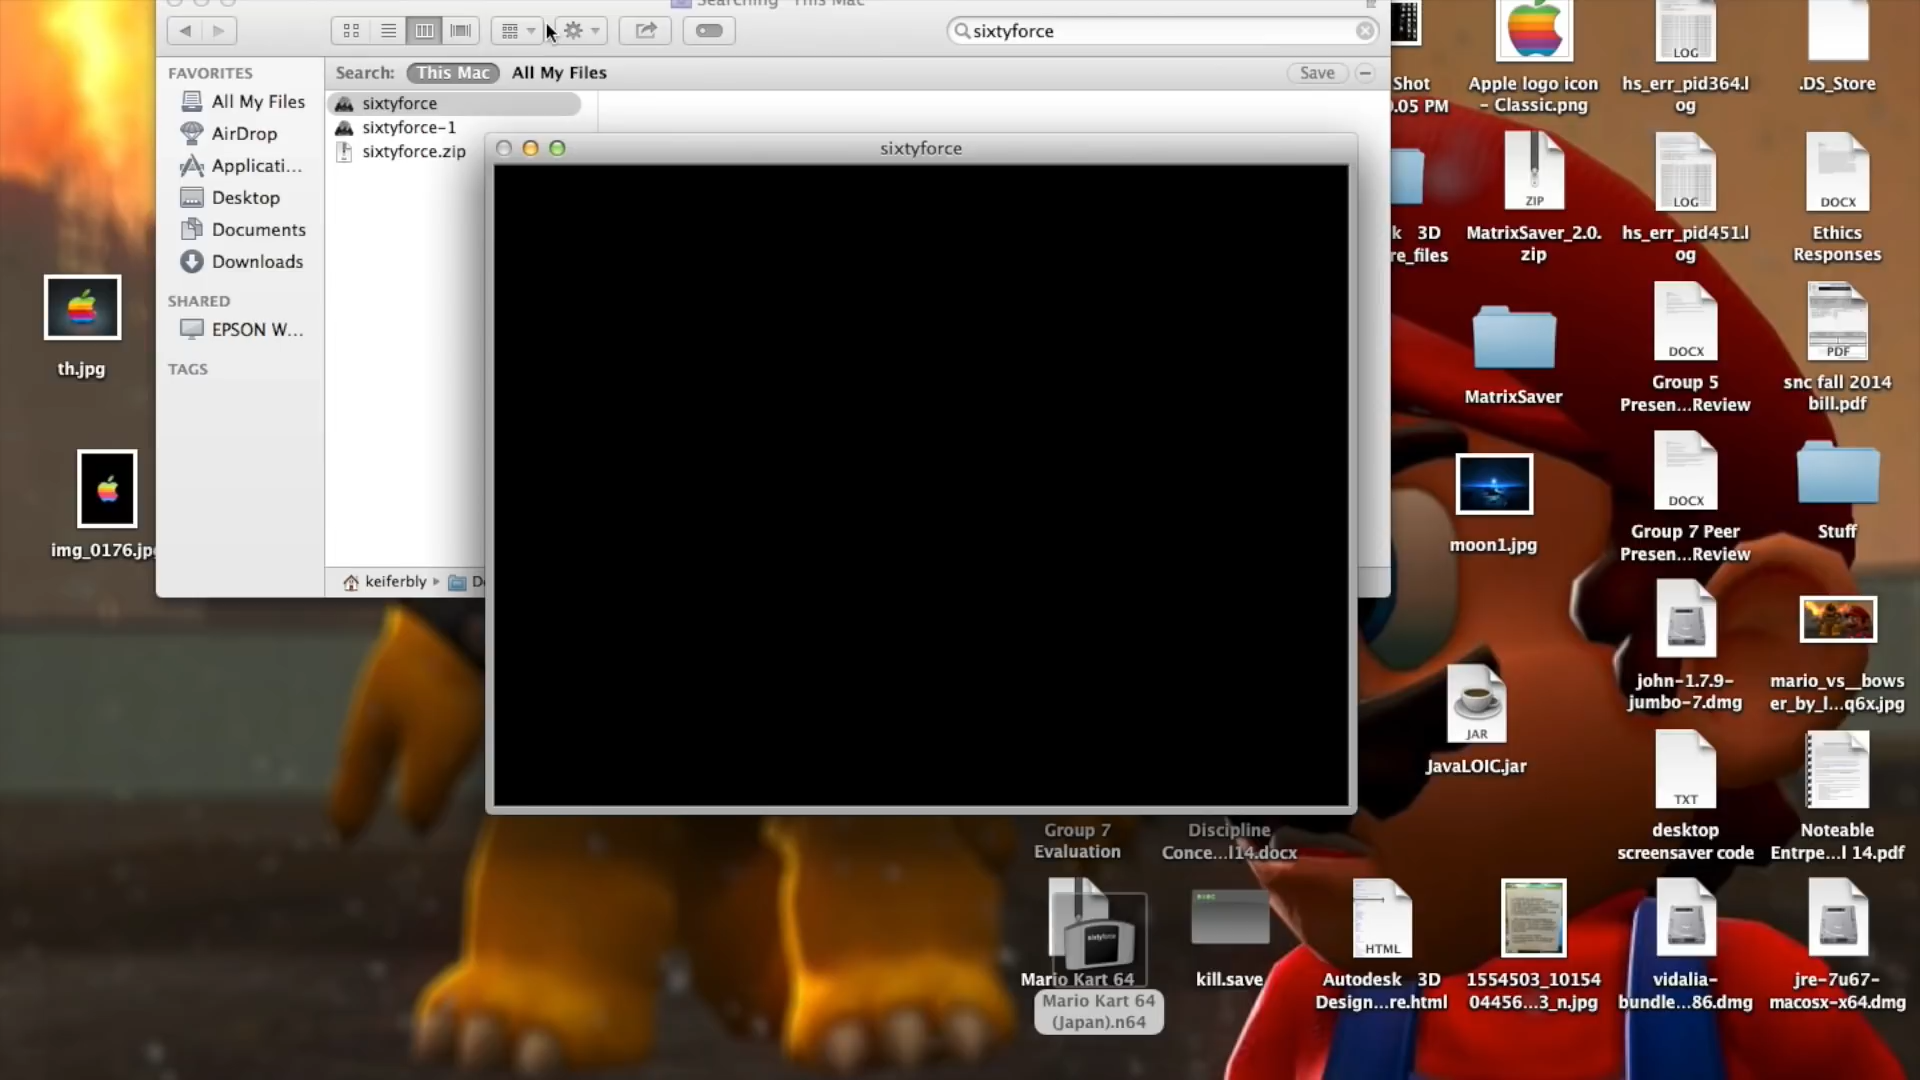 Searching "This Mac"
sixtyforce
FAVORITES
All My Files
AirDrop
Applicati...
Desktop
Documents
Downloads
SHARED
EPSON W...
TAGS
Search:
This Mac
All My Files
Save
sixtyforce
sixtyforce-1
sixtyforce.zip
keiferbly
sixtyforce
th.jpg
img_0176.jp
Shot
.05 PM
Apple logo icon
- Classic.png
LOG
hs_err_pid364.l
og
.DS_Store
k 3D
re_files
ZIP
MatrixSaver_2.0.
zip
LOG
hs_err_pid451.l
og
DOCX
Ethics
Responses
MatrixSaver
DOCX
Group 5
Presen...Review
PDF
snc fall 2014
bill.pdf
moon1.jpg
DOCX
Group 7 Peer
Presen...Review
Stuff
JAR
JavaLOIC.jar
john-1.7.9-
jumbo-7.dmg
mario_vs__bows
er_by_l...q6x.jpg
TXT
desktop
screensaver code
Noteable
Entrpe...l 14.pdf
Group 7
Evaluation
Discipline
Conce...l14.docx
sixtyforce
Mario Kart 64
Mario Kart 64
(Japan).n64
kill.save
HTML
Autodesk 3D
Design...re.html
1554503_10154
04456...3_n.jpg
vidalia-
bundle...86.dmg
jre-7u67-
macosx-x64.dmg